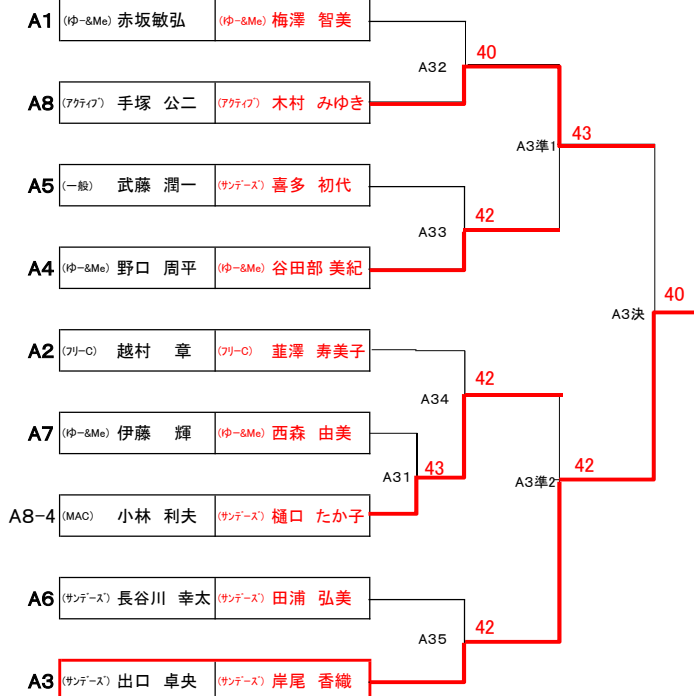 A1 (ゆｰ&Me) 赤坂敏弘 (ゆｰ&Me) 梅澤 智美
40
A32
A8 (アクティブ) 手塚 公二 (アクティブ) 木村 みゆき
43
A3準1
A5 (一般) 武藤 潤一 (サンデーズ) 喜多 初代
42
A33
A4 (ゆｰ&Me) 野口 周平 (ゆｰ&Me) 谷田部 美紀
40
A3決
A2 (フリーC) 越村 章 (フリーC) 韮澤 寿美子
42
A34
A7 (ゆｰ&Me) 伊藤 輝 (ゆｰ&Me) 西森 由美
43
42
A31
A3準2
A8-4 (MAC) 小林 利夫 (サンデーズ) 樋口 たか子
A6 (サンデーズ) 長谷川 幸太 (サンデーズ) 田浦 弘美
42
A35
A3 (サンデーズ) 出口 卓央 (サンデーズ) 岸尾 香織